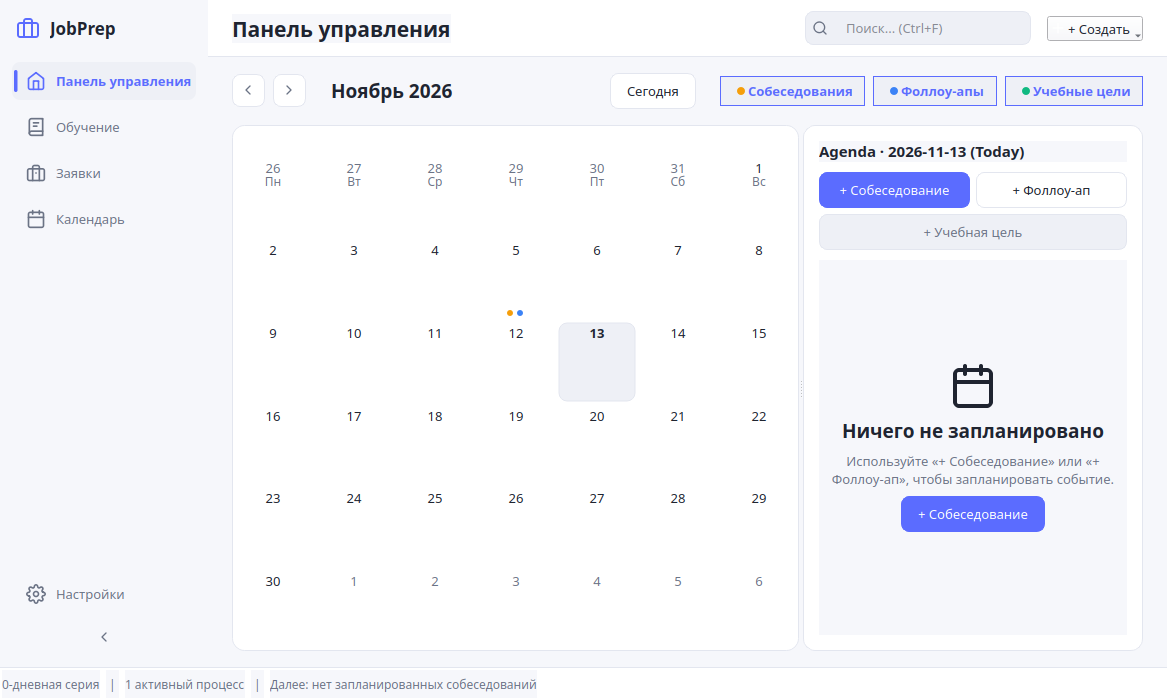 JobPrep
Панель управления
Обучение
Заявки
Календарь
Настройки
Панель управления
Поиск... (Ctrl+F)
+ Создать
Ноябрь 2026
Сегодня
Собеседования
Фоллоу-апы
Учебные цели
26 27 28 29 30 31 1
Пн Вт Ср Чт Пт Сб Вс
2 3 4 5 6 7 8
9 10 11 12 13 14 15
16 17 18 19 20 21 22
23 24 25 26 27 28 29
30 1 2 3 4 5 6
Agenda · 2026-11-13 (Today)
+ Собеседование
+ Фоллоу-ап
+ Учебная цель
Ничего не запланировано
Используйте «+ Собеседование» или «+
Фоллоу-ап», чтобы запланировать событие.
+ Собеседование
0-дневная серия | 1 активный процесс | Далее: нет запланированных собеседований